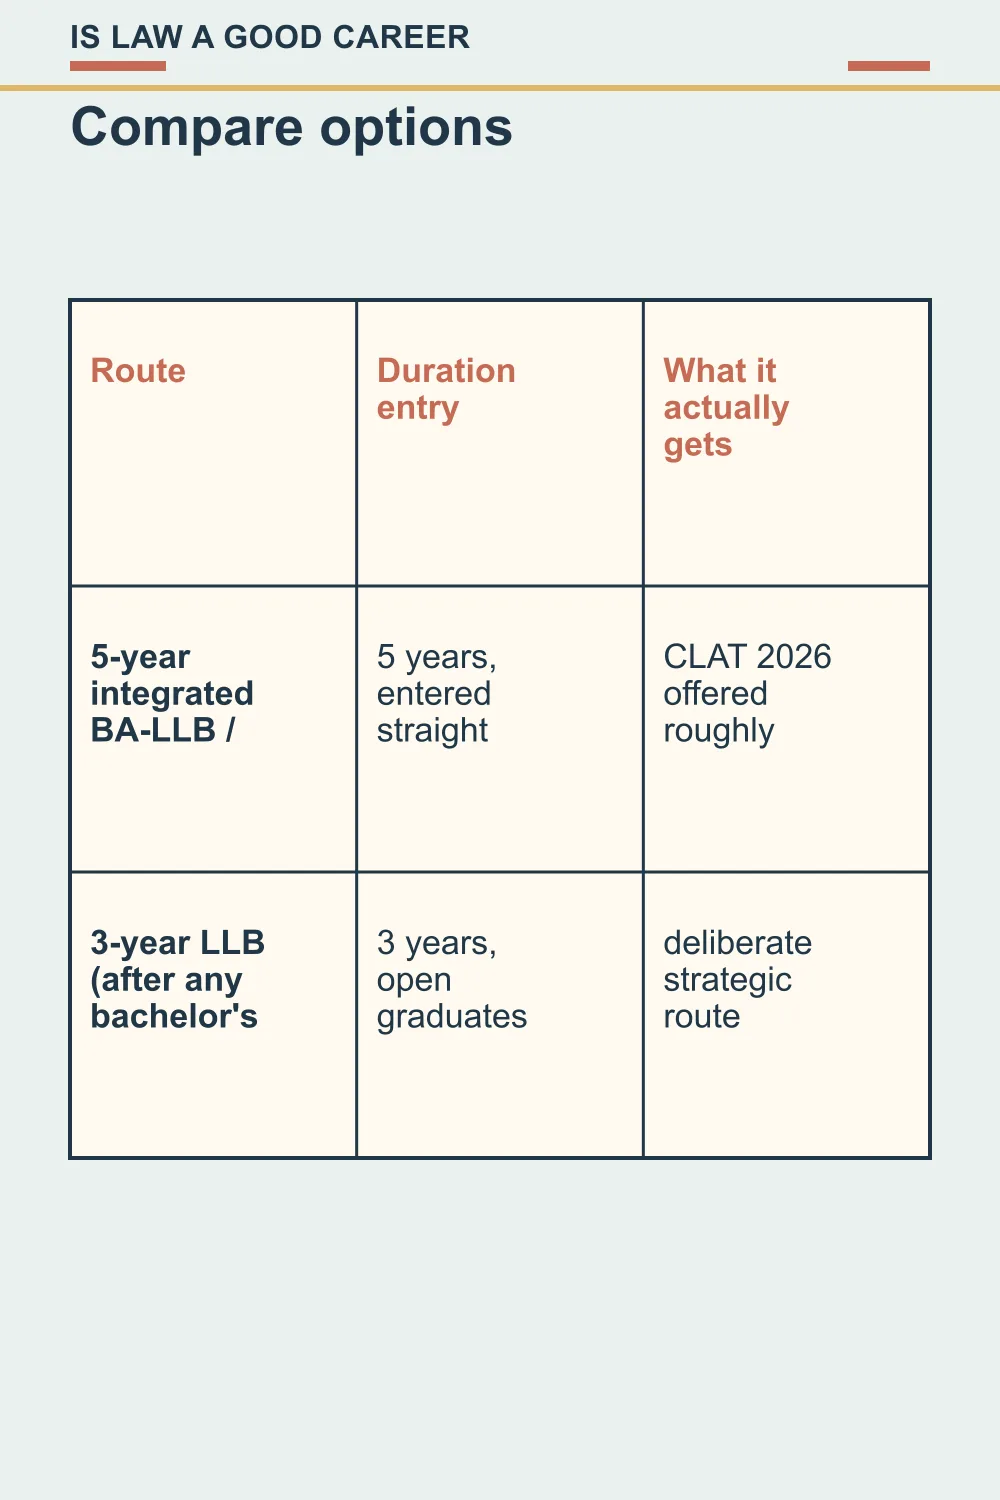 IS LAW A GOOD CAREER
Compare options
Route
Duration
entry
What it
actually
gets
5-year
integrated
BA-LLB /
5 years,
entered
straight
CLAT 2026
offered
roughly
3-year LLB
(after any
bachelor's
3 years,
open
graduates
deliberate
strategic
route